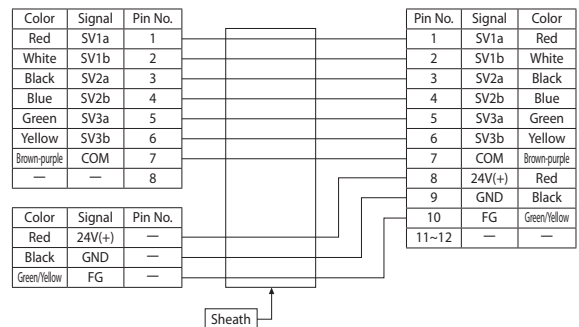 Color Signal Pin No.
Red SV1a 1
White SV1b 2
Black SV2a 3
Blue SV2b 4
Green SV3a 5
Yellow SV3b 6
Brown-purple COM 7
— — 8
Color Signal Pin No.
Red 24V(+) —
Black GND —
Green/Yellow FG —
Sheath
Pin No. Signal Color
1 SV1a Red
2 SV1b White
3 SV2a Black
4 SV2b Blue
5 SV3a Green
6 SV3b Yellow
7 COM Brown-purple
8 24V(+) Red
9 GND Black
10 FG Green/Yellow
11~12 — —